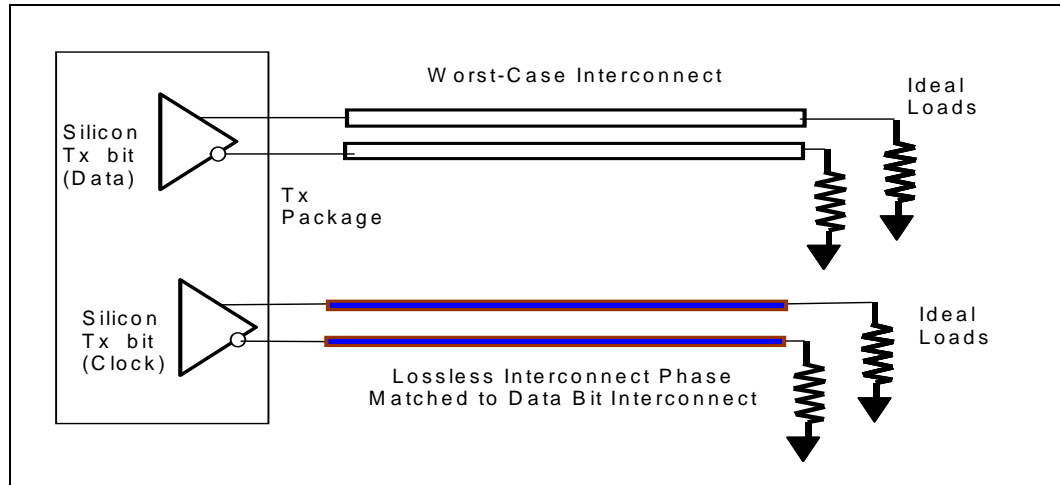 Worst-Case Interconnect
Ideal
Loads
Silicon
Tx bit
(Data)
Tx
Package
Silicon
Tx bit
(Clock)
Ideal
Loads
Lossless Interconnect Phase
Matched to Data Bit Interconnect